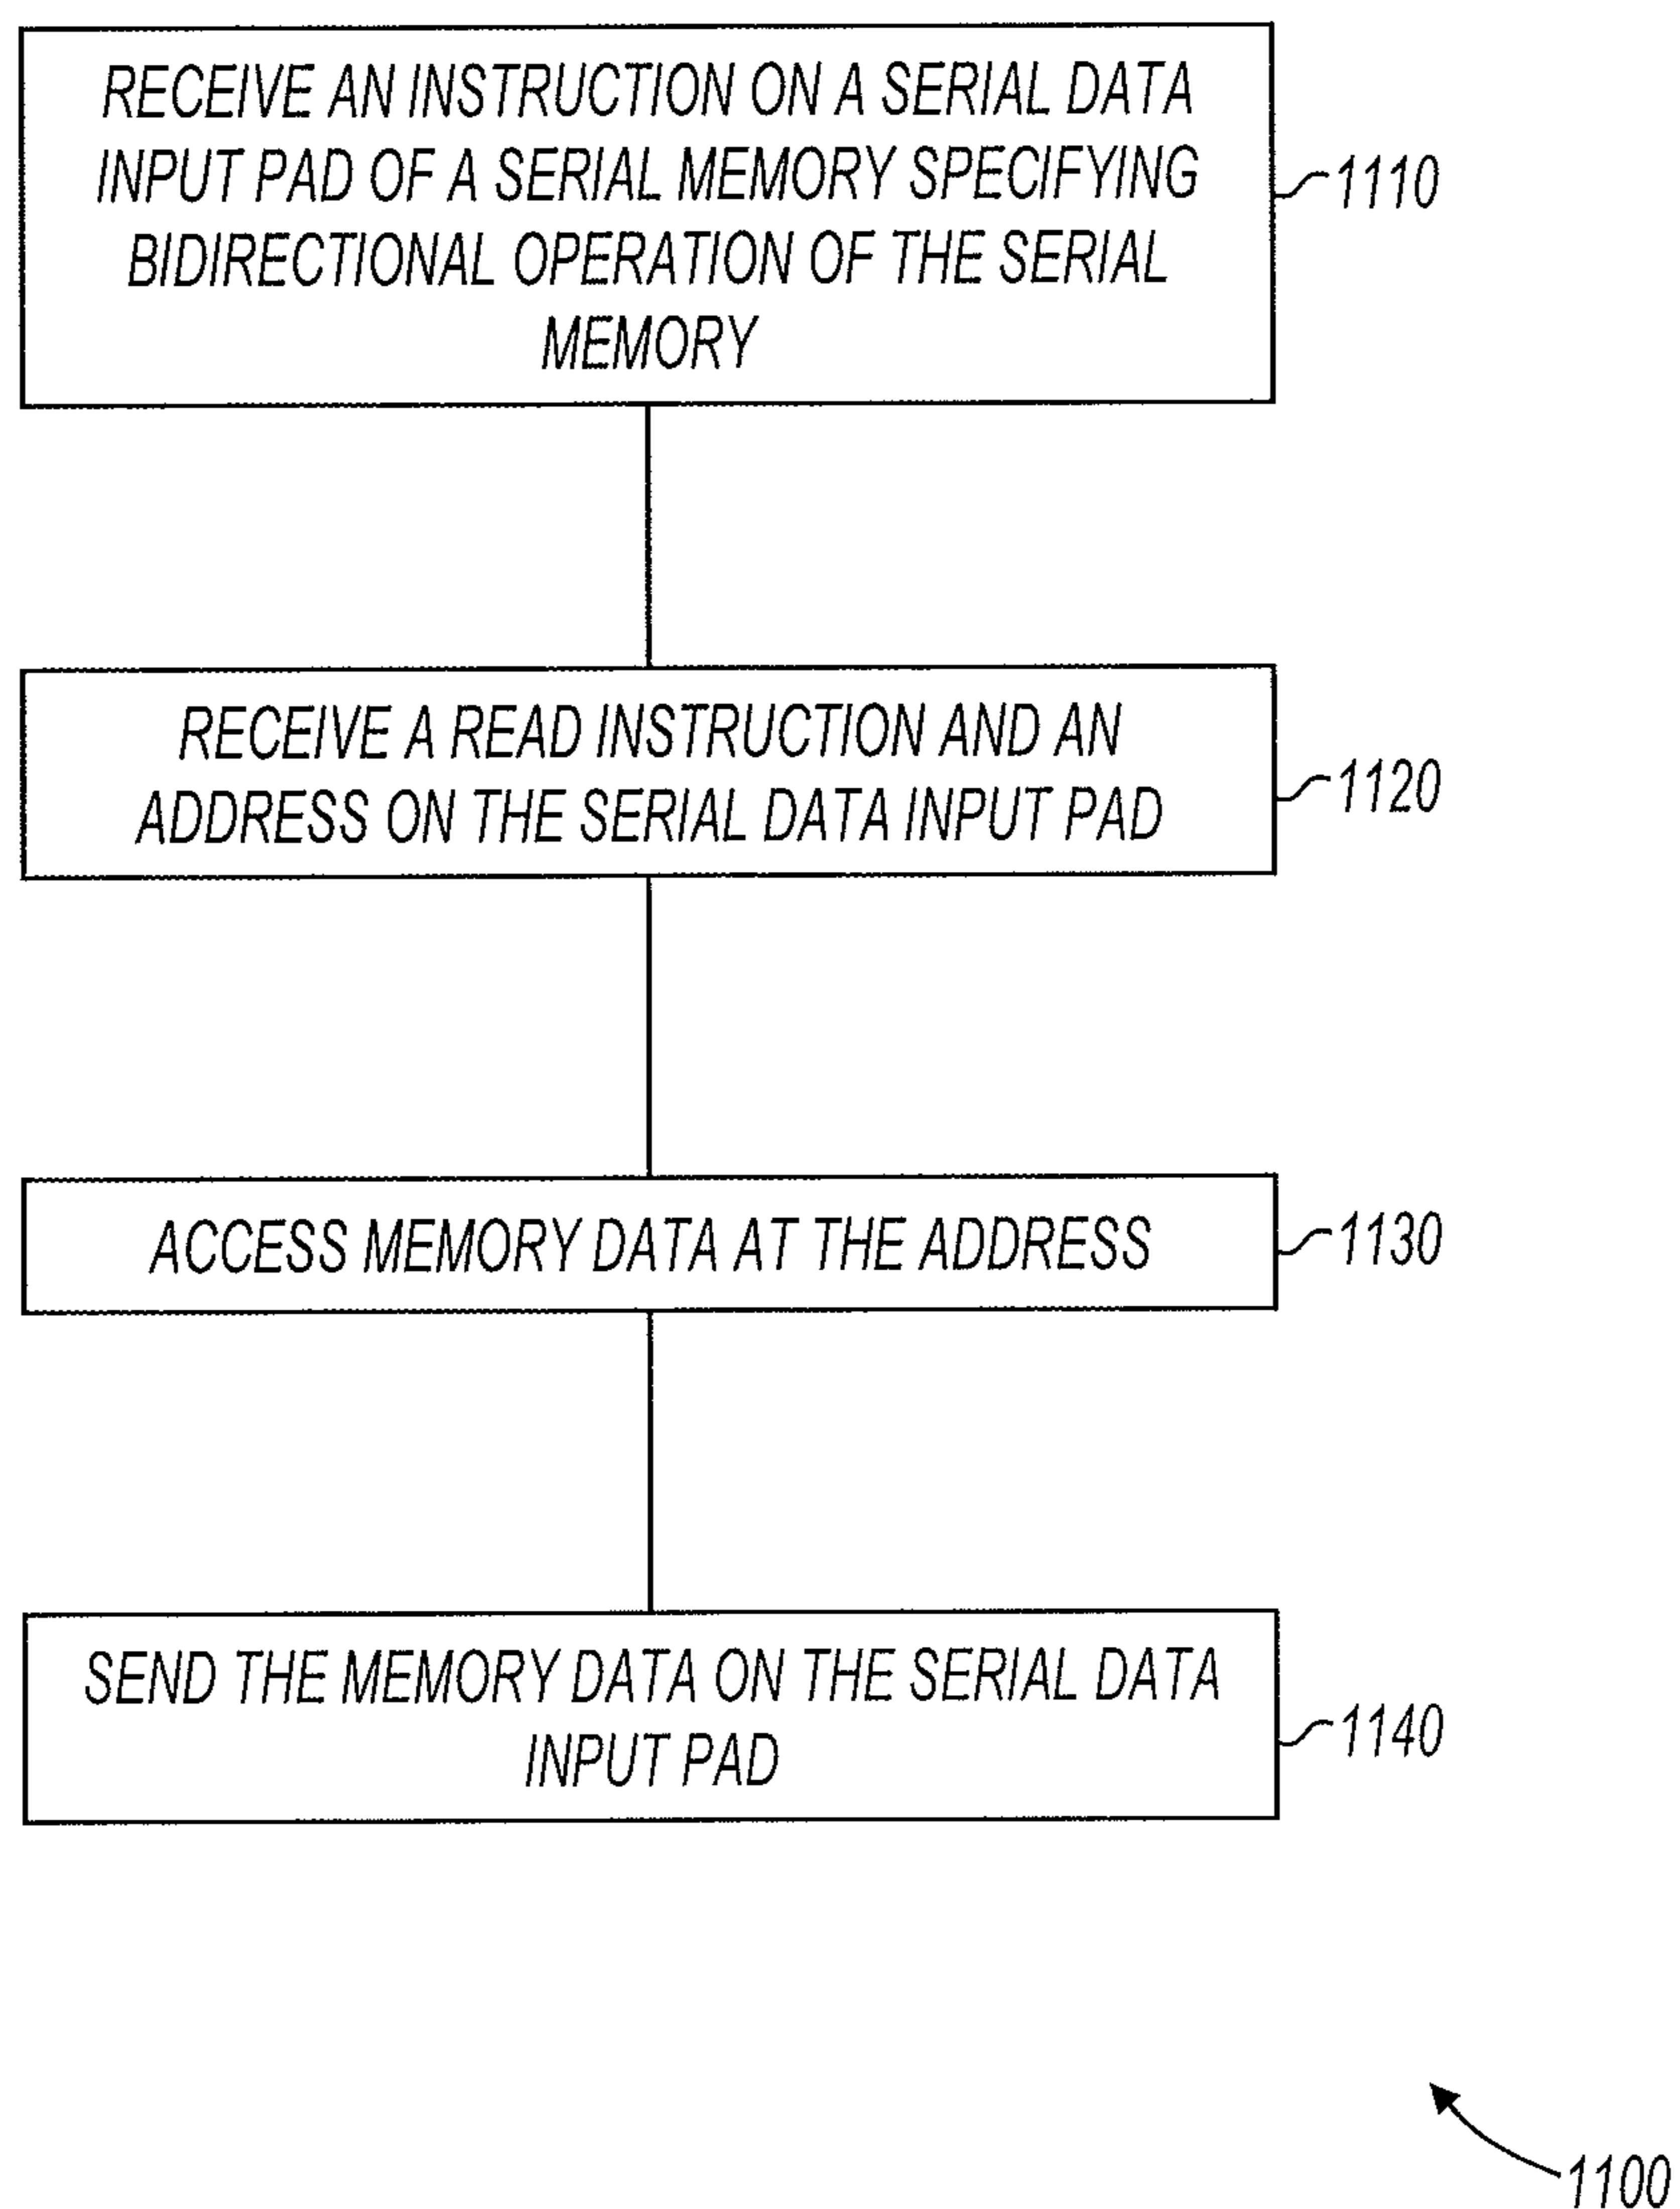 RECEIVE AN INSTRUCTION ON A SERIAL DATA
INPUT PAD OF A SERIAL MEMORY SPECIFYING
BIDIRECTIONAL OPERATION OF THE SERIAL
MEMORY
1110
RECEIVE A READ INSTRUCTION AND AN
ADDRESS ON THE SERIAL DATA INPUT PAD
1120
ACCESS MEMORY DATA AT THE ADDRESS
1130
SEND THE MEMORY DATA ON THE SERIAL DATA
INPUT PAD
1140
1100